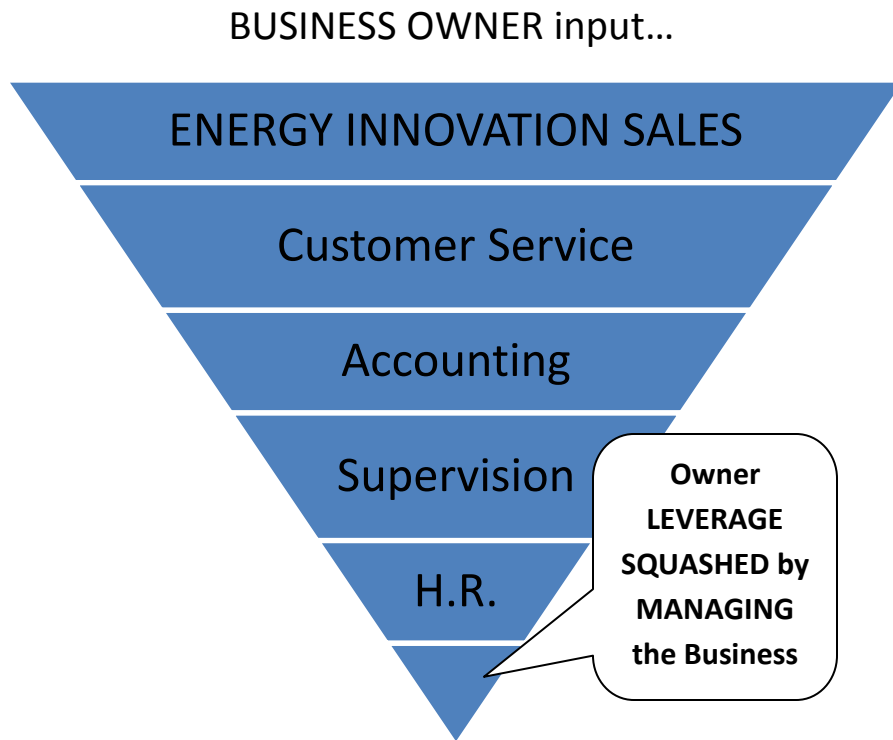 BUSINESS OWNER input…
ENERGY INNOVATION SALES
Customer Service
Accounting
Supervision
H.R.
Owner
LEVERAGE
SQUASHED by
MANAGING
the Business